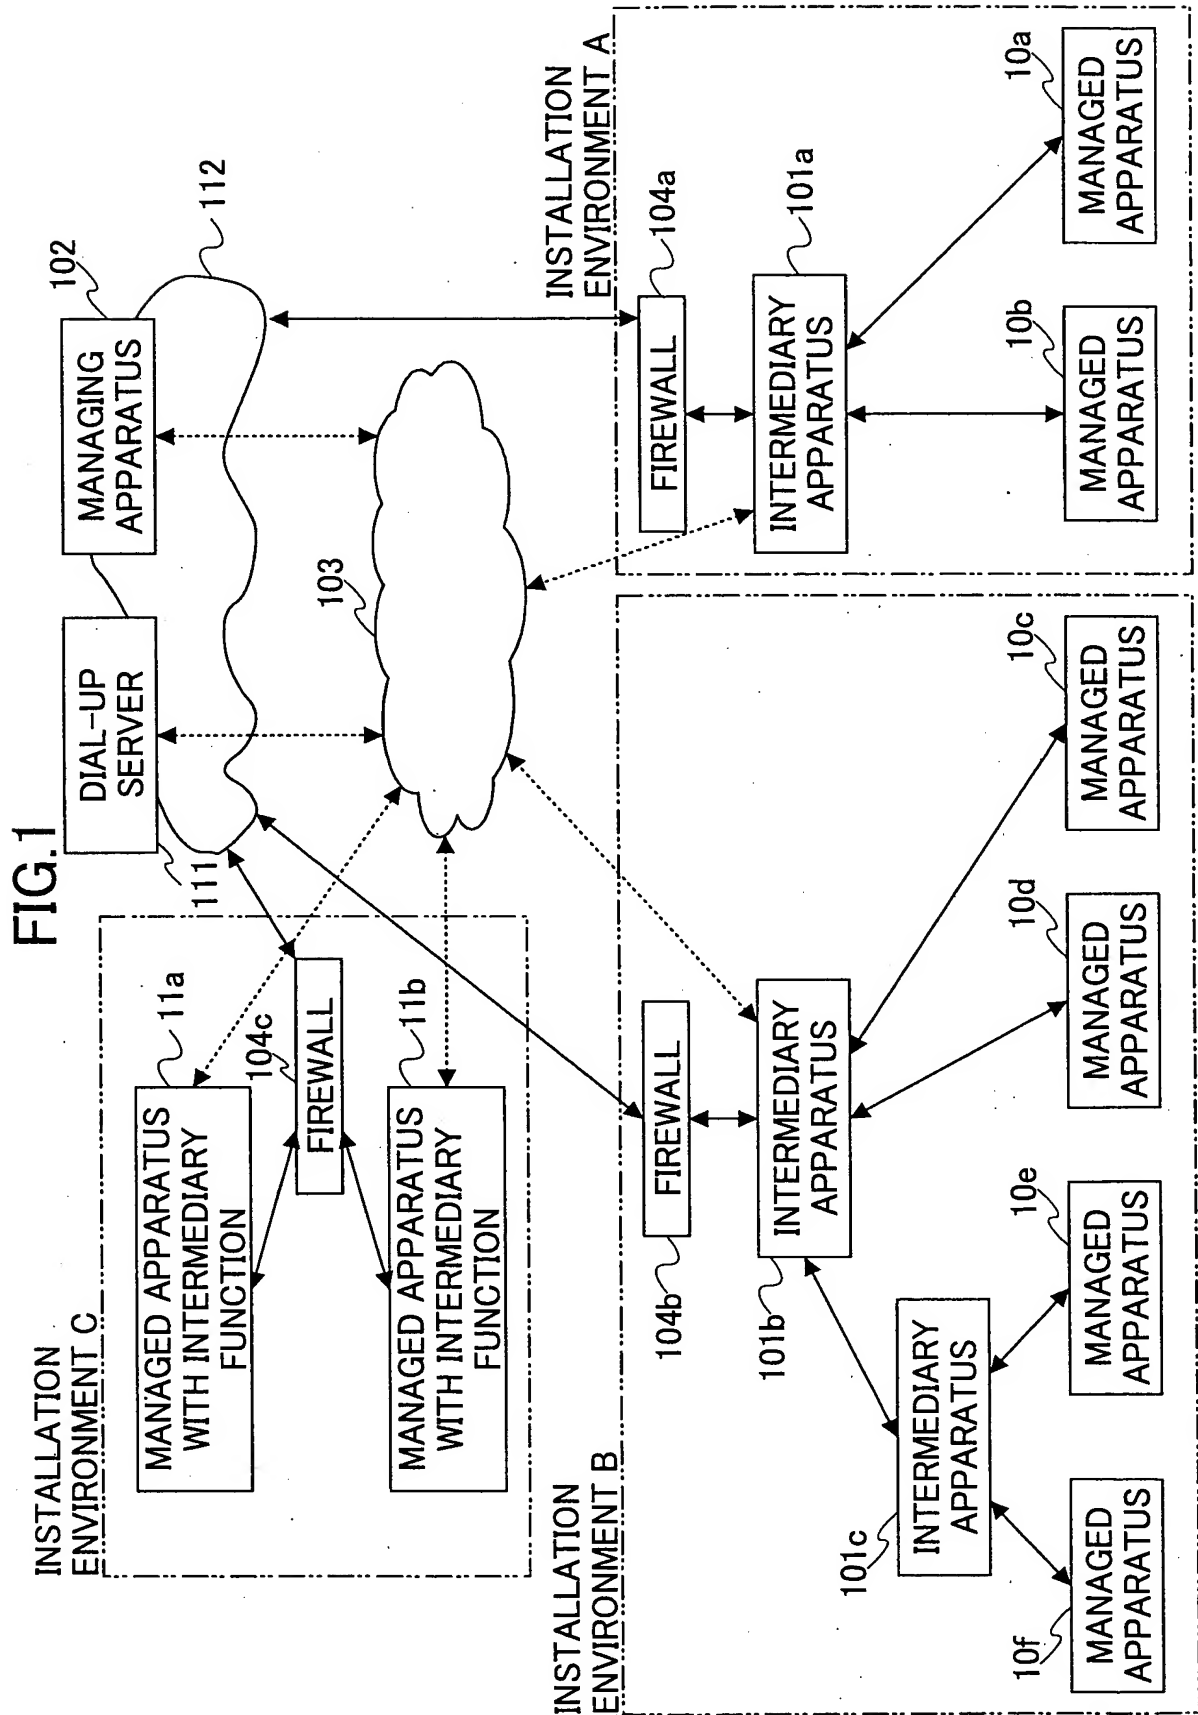 FIG.1
INSTALLATION
ENVIRONMENT C
MANAGED APPARATUS
WITH INTERMEDIARY
FUNCTION
11a
104c
FIREWALL
MANAGED APPARATUS
WITH INTERMEDIARY
FUNCTION
11b
111
DIAL-UP
SERVER
MANAGING
APPARATUS
102
112
103
INSTALLATION
ENVIRONMENT B
FIREWALL
104b
INTERMEDIARY
APPARATUS
101b
INTERMEDIARY
APPARATUS
101c
MANAGED
APPARATUS
10f
MANAGED
APPARATUS
10e
MANAGED
APPARATUS
10d
MANAGED
APPARATUS
10c
INSTALLATION
ENVIRONMENT A
FIREWALL
104a
INTERMEDIARY
APPARATUS
101a
MANAGED
APPARATUS
10b
MANAGED
APPARATUS
10a